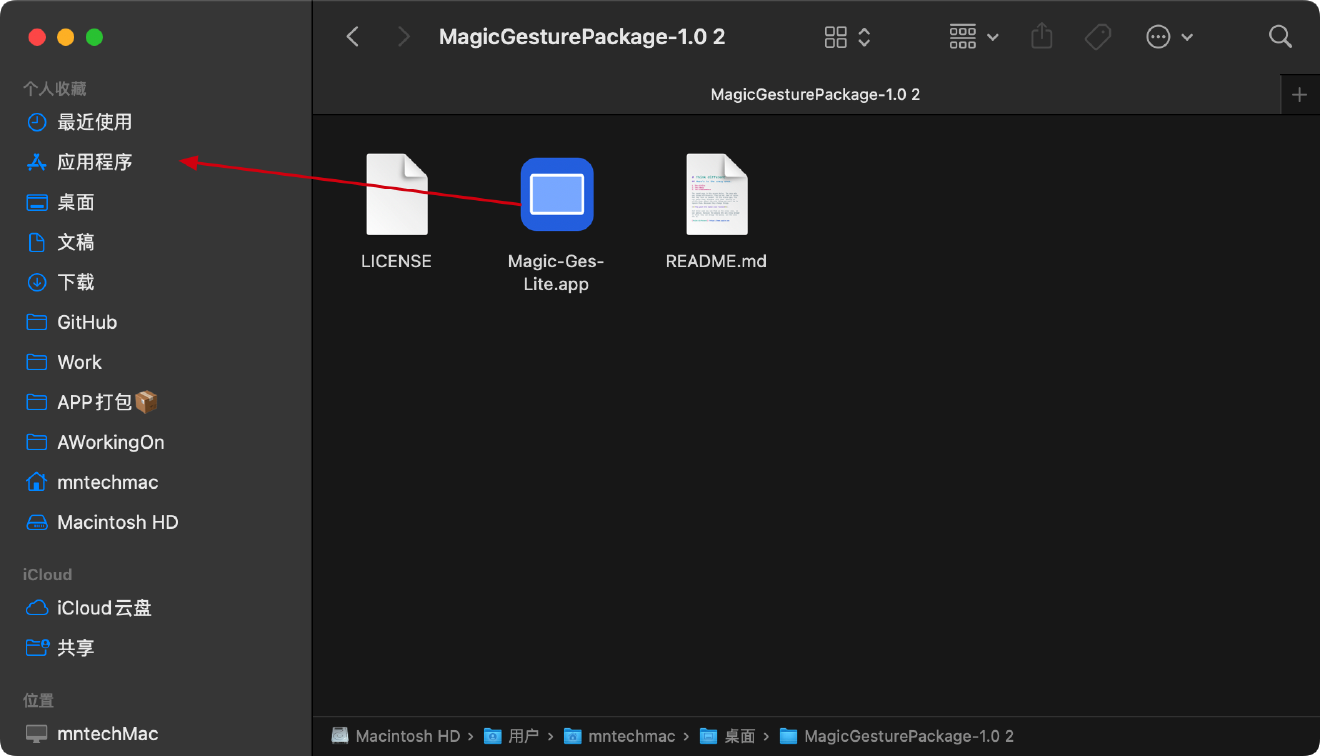 MagicGesturePackage-1.0 2
MagicGesturePackage-1.0 2
个人收藏
最近使用
应用程序
桌面
文稿
下载
GitHub
Work
APP打包📦
AWorkingOn
mntechmac
Macintosh HD
iCloud
iCloud云盘
共享
位置
mntechMac
LICENSE
Magic-Ges-
Lite.app
README.md
Macintosh HD › 用户 › mntechmac › 桌面 › MagicGesturePackage-1.0 2